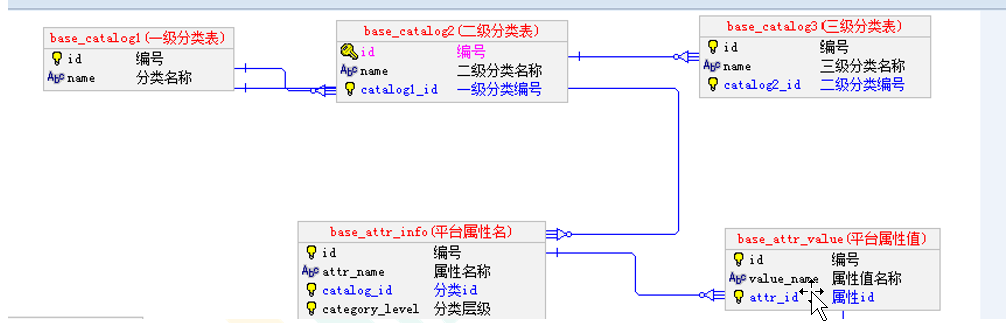 base_catalog1(一级分类表)
id 编号
name 分类名称
base_catalog2(二级分类表)
id 编号
name 二级分类名称
catalog1_id 一级分类编号
base_catalog3(三级分类表)
id 编号
name 三级分类名称
catalog2_id 二级分类编号
base_attr_info(平台属性名)
id 编号
attr_name 属性名称
catalog_id 分类id
category_level 分类层级
base_attr_value(平台属性值)
id 编号
value_name 属性值名称
attr_id 属性id